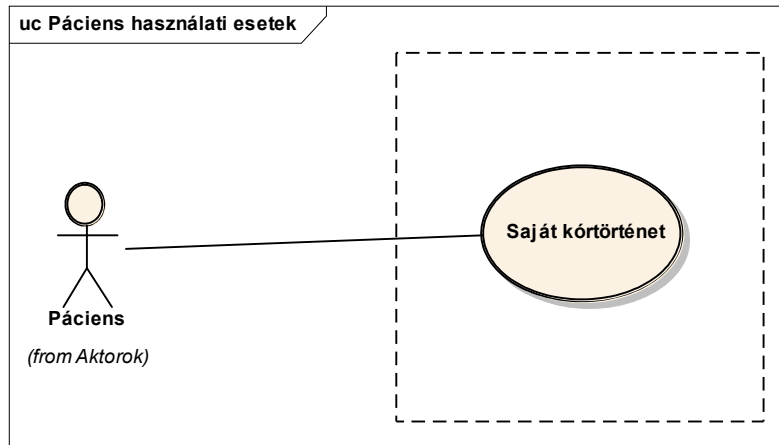 uc Páciens használati esetek
Saját kórtörténet
Páciens
(from Aktorok)